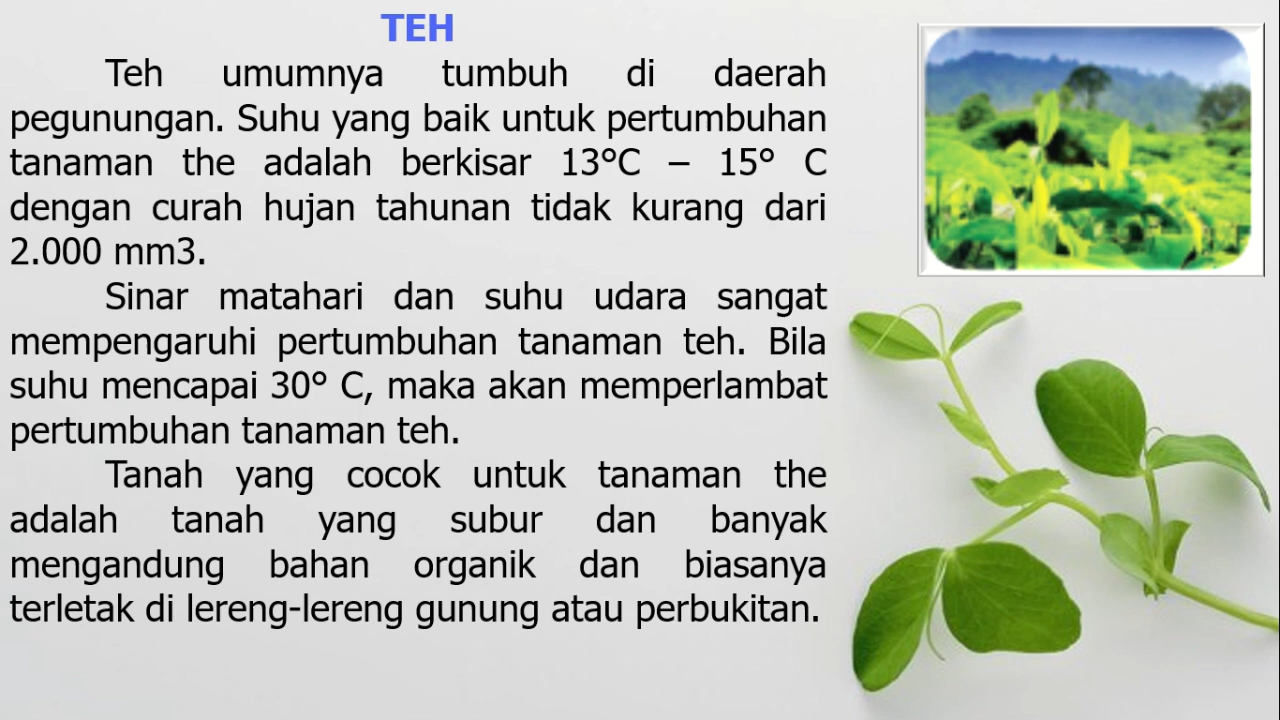 TEH
Teh umumnya tumbuh di daerah
pegunungan. Suhu yang baik untuk pertumbuhan
tanaman the adalah berkisar 13°C – 15° C
dengan curah hujan tahunan tidak kurang dari
2.000 mm3.
Sinar matahari dan suhu udara sangat
mempengaruhi pertumbuhan tanaman teh. Bila
suhu mencapai 30° C, maka akan memperlambat
pertumbuhan tanaman teh.
Tanah yang cocok untuk tanaman the
adalah tanah yang subur dan banyak
mengandung bahan organik dan biasanya
terletak di lereng-lereng gunung atau perbukitan.